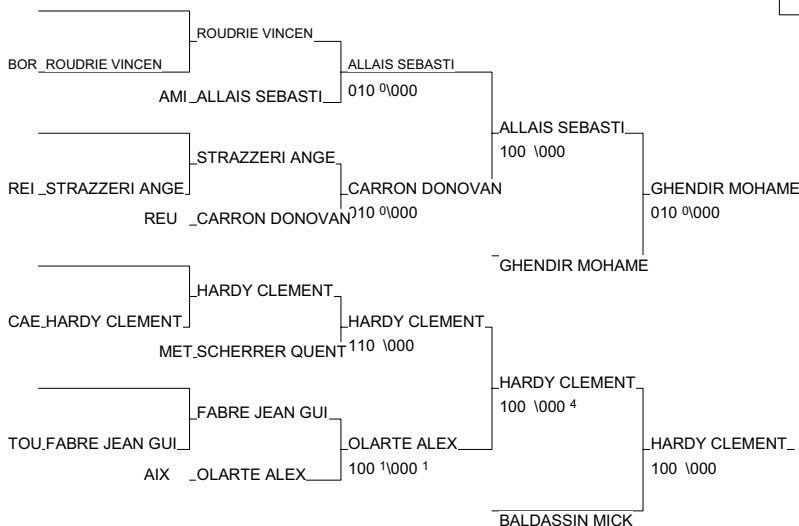 ROUDRIE VINCEN
BOR ROUDRIE VINCEN
ALLAIS SEBASTI
AMI ALLAIS SEBASTI
010 0\000
ALLAIS SEBASTI
100 \000
STRAZZERI ANGE
REI STRAZZERI ANGE
CARRON DONOVAN
GHENDIR MOHAME
REU CARRON DONOVAN
010 0\000
010 0\000
GHENDIR MOHAME
HARDY CLEMENT
CAE HARDY CLEMENT
HARDY CLEMENT
MET SCHERRER QUENT
110 \000
HARDY CLEMENT
100 \000 4
FABRE JEAN GUI
TOU FABRE JEAN GUI
OLARTE ALEX
HARDY CLEMENT
AIX OLARTE ALEX
100 1\000 1
100 \000
BALDASSIN MICK